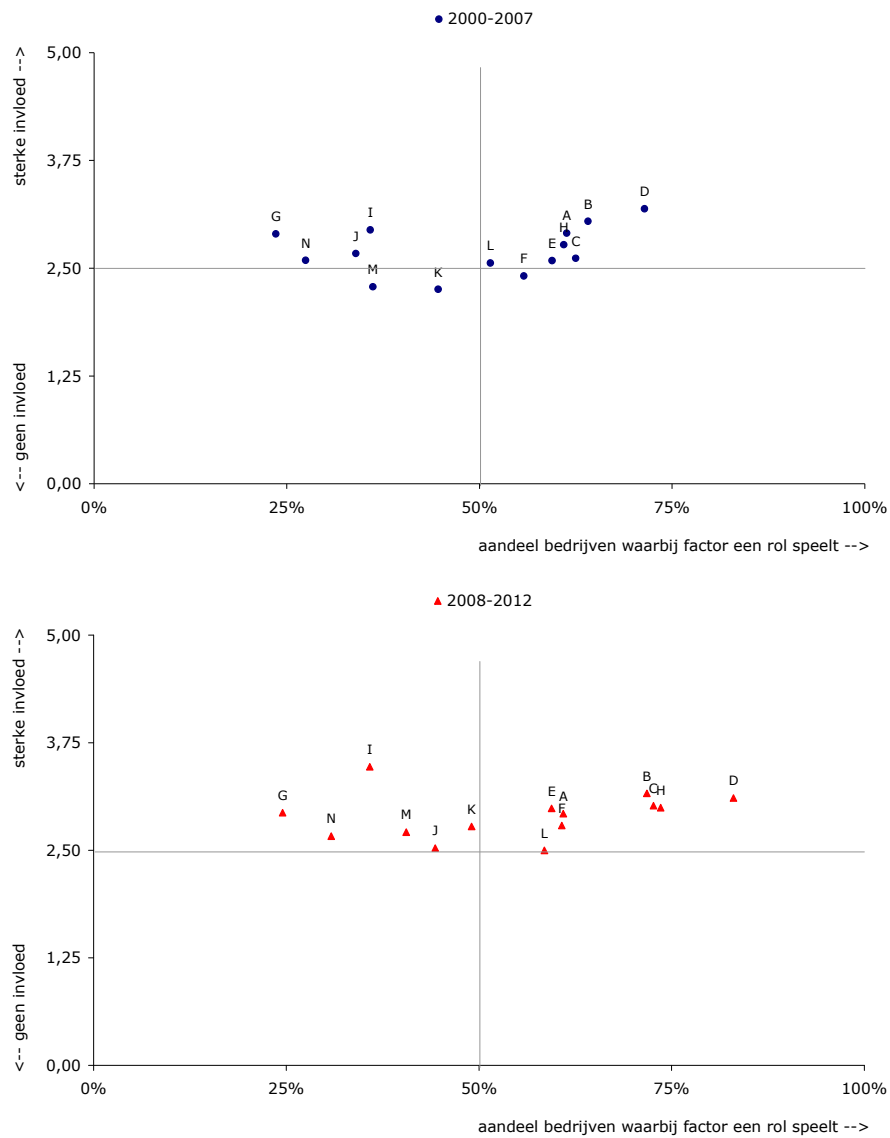 2000-2007
5,00
3,75
2,50
1,25
0,00
sterke invloed -->
<--- geen invloed
D
B
A
H
C
E
L
F
I
G
J
N
M
K
0%
25%
50%
75%
100%
aandeel bedrijven waarbij factor een rol speelt -->
2008-2012
5,00
3,75
2,50
1,25
0,00
sterke invloed -->
<--- geen invloed
I
G
N
M
J
K
E
A
F
L
B
C
H
D
0%
25%
50%
75%
100%
aandeel bedrijven waarbij factor een rol speelt -->